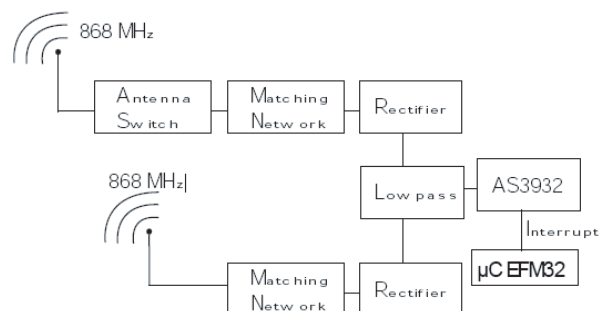 868 MHz
Antenna
Switch
Matching
Network
Rectifier
Low pass
AS3932
Interrupt
µC EFM32
868 MHz|
Matching
Network
Rectifier